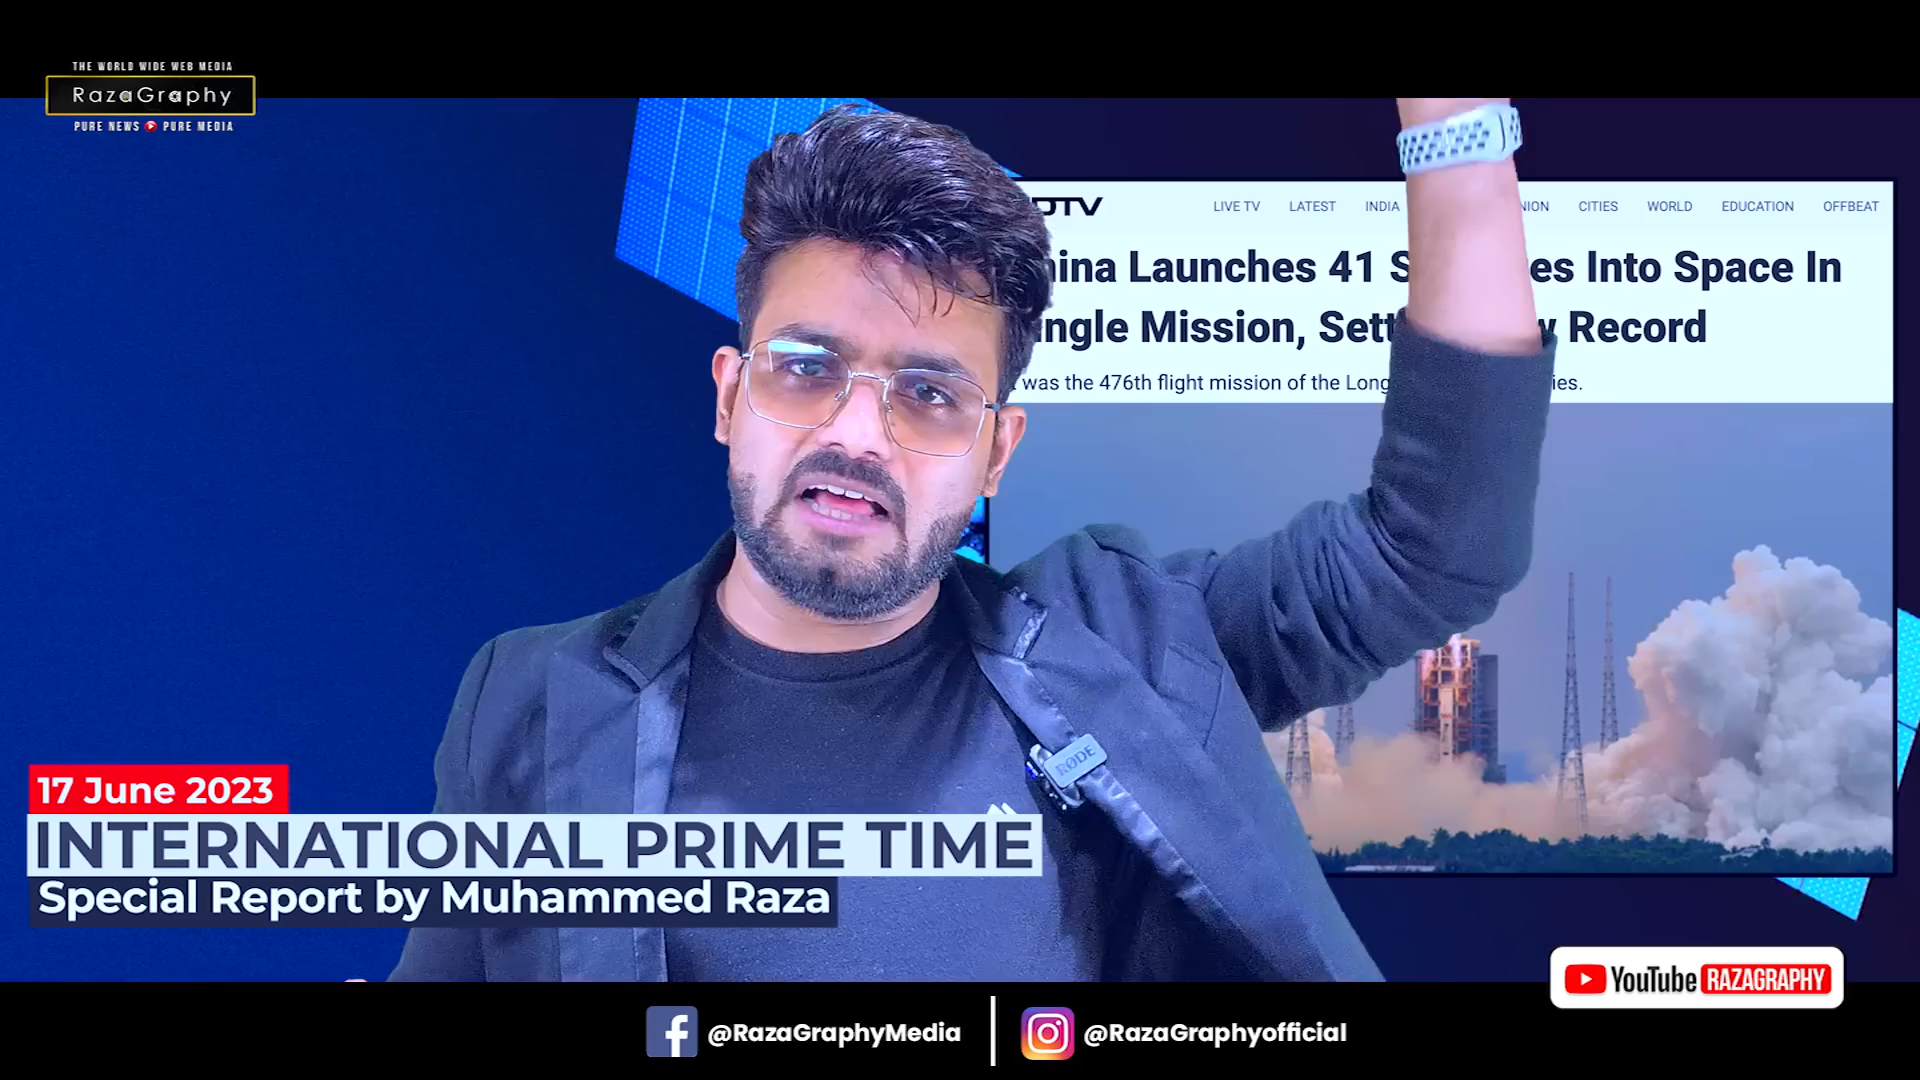 THE WORLD WIDE WEB MEDIA
RazaGraphy
PURE NEWS PURE MEDIA
LIVE TV LATEST INDIA CITIES WORLD EDUCATION OFFBEAT
Launches 41 Into Space In
Mission, Record
was the 476th flight mission of the Long
RØDE
17 June 2023
INTERNATIONAL PRIME TIME
Special Report by Muhammed Raza
YouTube RAZAGRAPHY
@RazaGraphyMedia
@RazaGraphyofficial